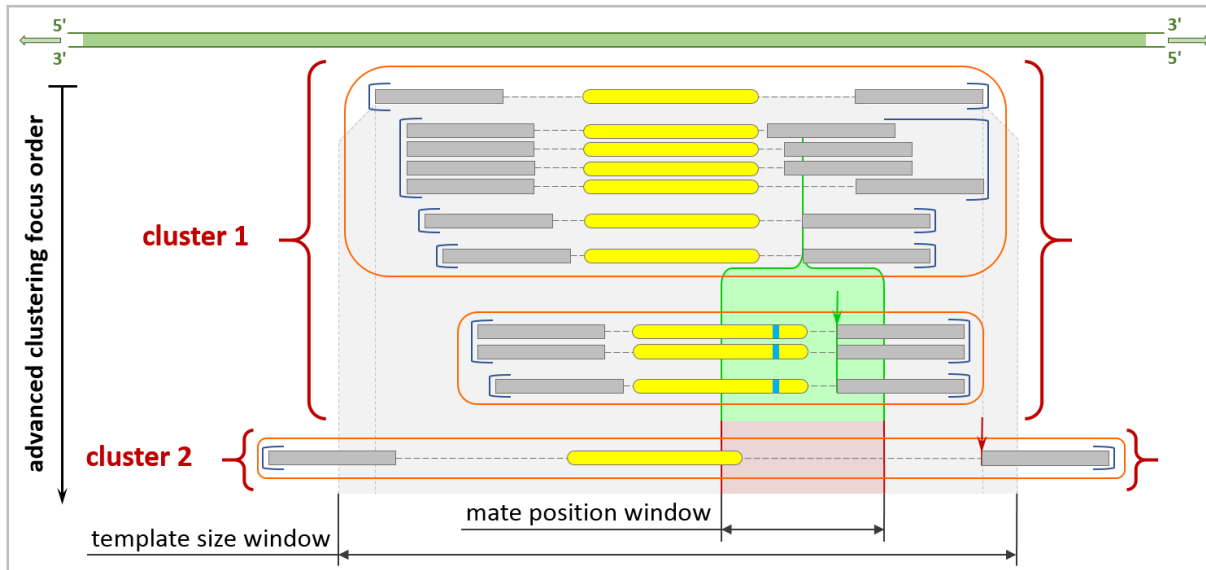 5' 3'
3' 5'
advanced clustering focus order
cluster 1
cluster 2
mate position window
template size window